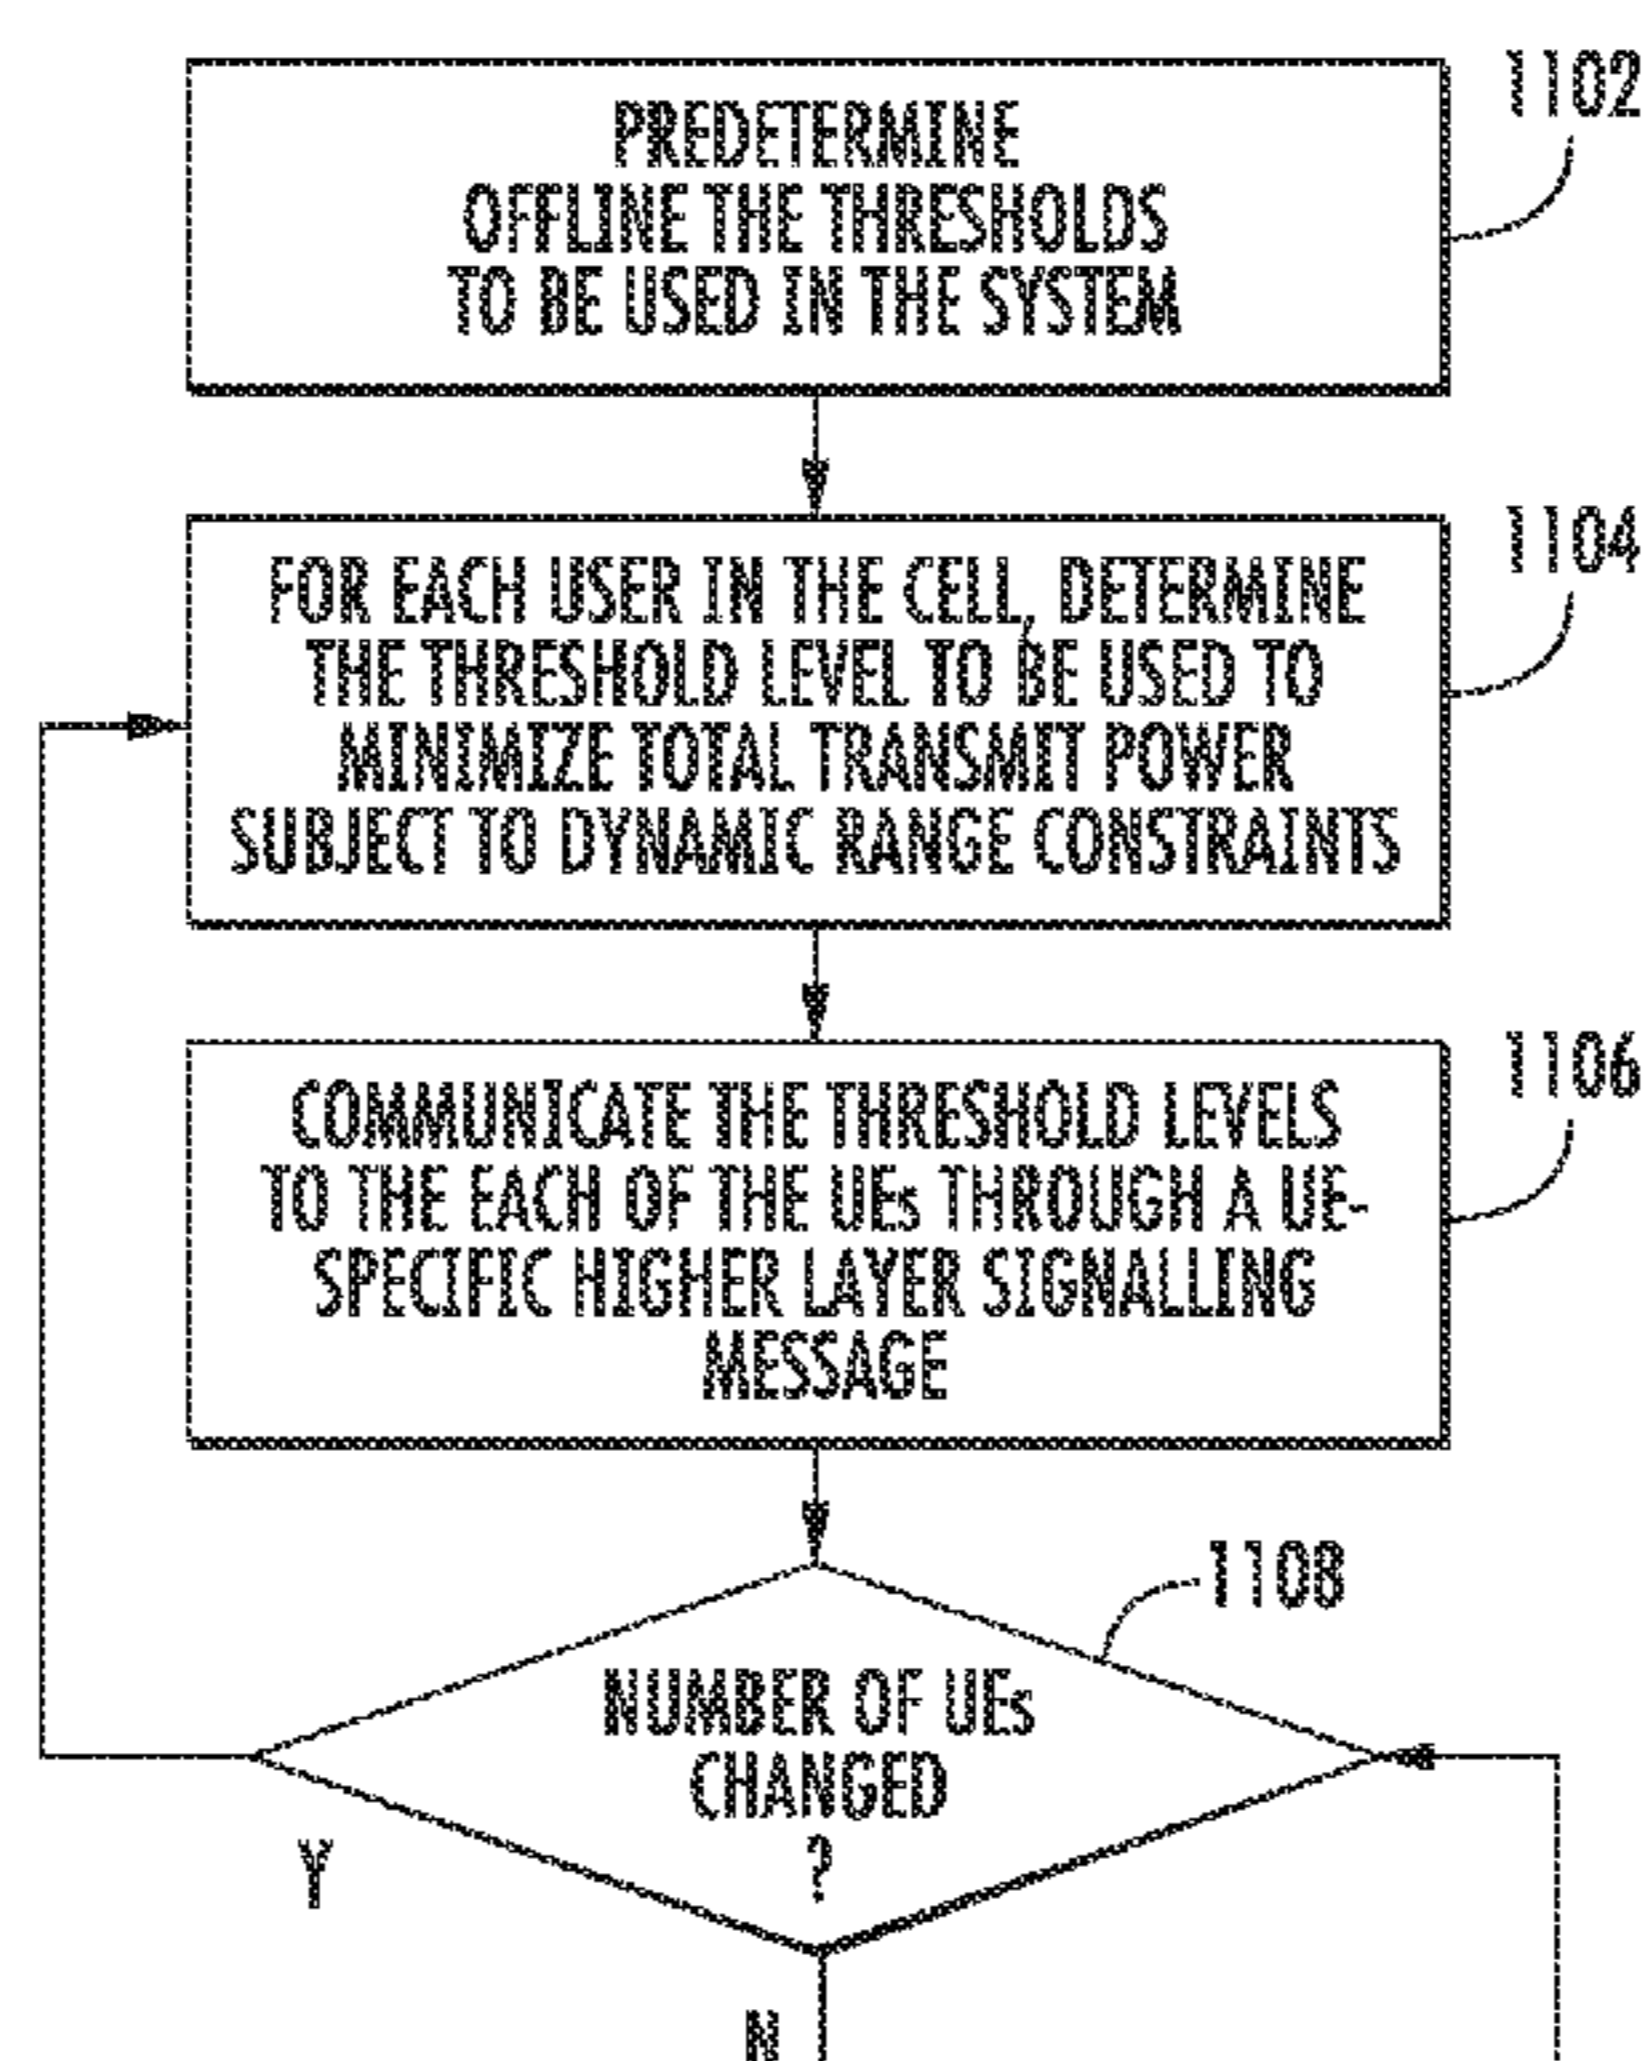 1102
PREDETERMINE
OFFLINE THE THRESHOLDS
TO BE USED IN THE SYSTEM
1104
FOR EACH USER IN THE CELL, DETERMINE
THE THRESHOLD LEVEL TO BE USED TO
MINIMIZE TOTAL TRANSMIT POWER
SUBJECT TO DYNAMIC RANGE CONSTRAINTS
1106
COMMUNICATE THE THRESHOLD LEVELS
TO THE EACH OF THE UEs THROUGH A UE-
SPECIFIC HIGHER LAYER SIGNALLING
MESSAGE
1108
NUMBER OF UEs
CHANGED
?
Y
N